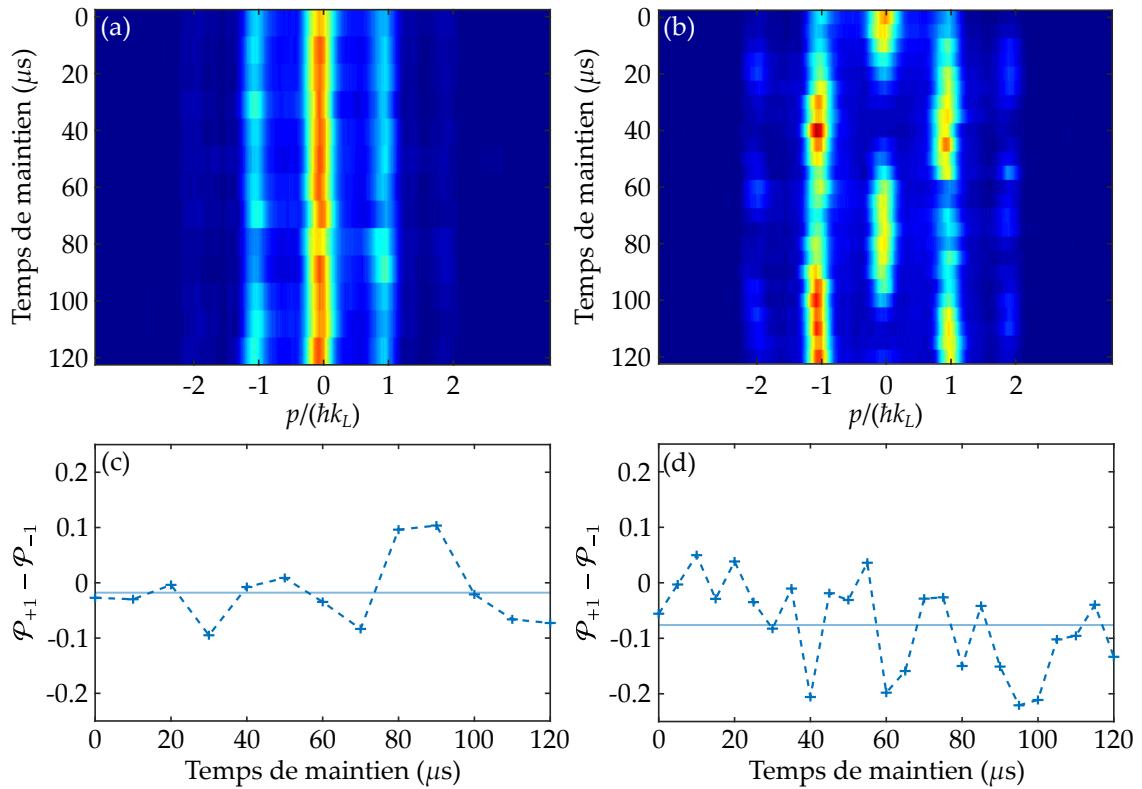 (a)
Temps de maintien (μs)
0
20
40
60
80
100
120
-2 -1 0 1 2
p/(ħk_L)
(b)
Temps de maintien (μs)
0
20
40
60
80
100
120
-2 -1 0 1 2
p/(ħk_L)
(c)
𝒫₊₁ − 𝒫₋₁
0.2
0.1
0
-0.1
-0.2
0 20 40 60 80 100 120
Temps de maintien (μs)
(d)
𝒫₊₁ − 𝒫₋₁
0.2
0.1
0
-0.1
-0.2
0 20 40 60 80 100 120
Temps de maintien (μs)